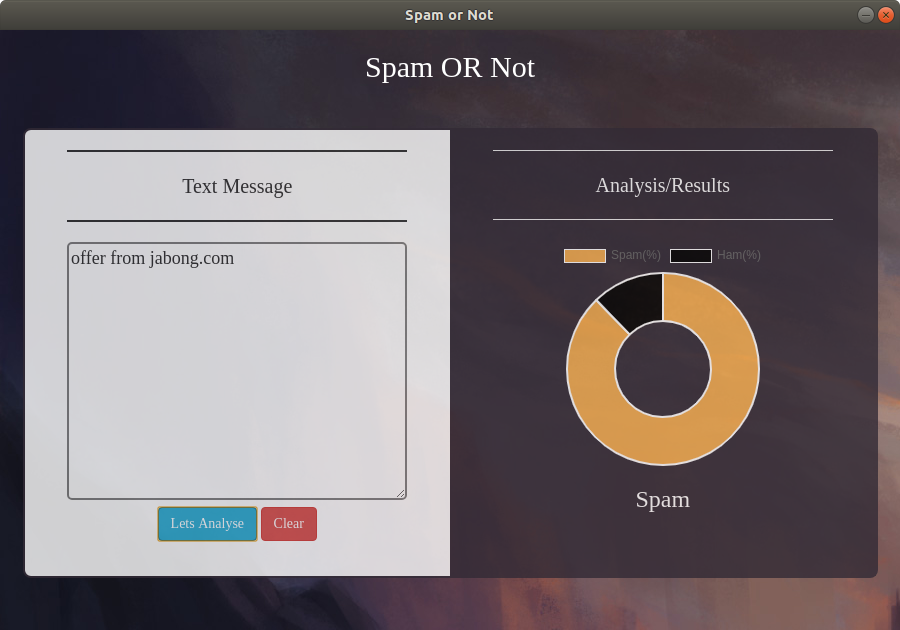 Spam or Not
Spam OR Not
Text Message
offer from jabong.com
Lets Analyse
Clear
Analysis/Results
Spam(%)
Ham(%)
Spam